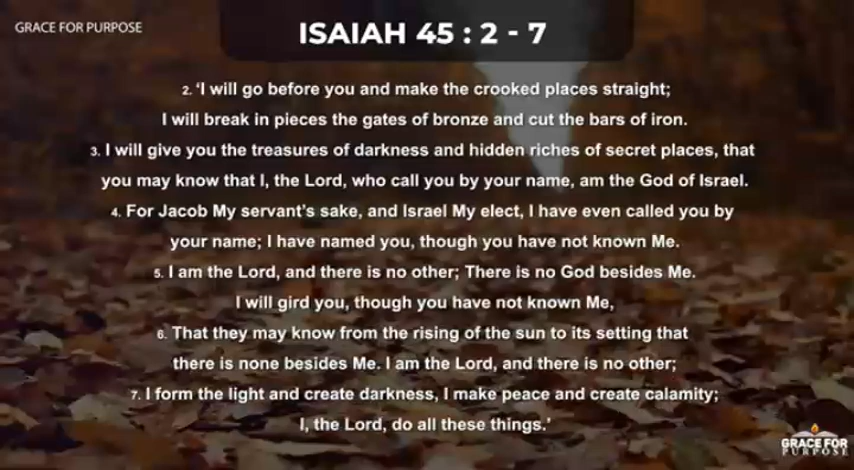 GRACE FOR PURPOSE
ISAIAH 45 : 2 - 7
2. ‘I will go before you and make the crooked places straight;
I will break in pieces the gates of bronze and cut the bars of iron.
3. I will give you the treasures of darkness and hidden riches of secret places, that
you may know that I, the Lord, who call you by your name, am the God of Israel.
4. For Jacob My servant’s sake, and Israel My elect, I have even called you by
your name; I have named you, though you have not known Me.
5. I am the Lord, and there is no other; There is no God besides Me.
I will gird you, though you have not known Me,
6. That they may know from the rising of the sun to its setting that
there is none besides Me. I am the Lord, and there is no other;
7. I form the light and create darkness, I make peace and create calamity;
I, the Lord, do all these things.’
GRACE FOR
PURPOSE